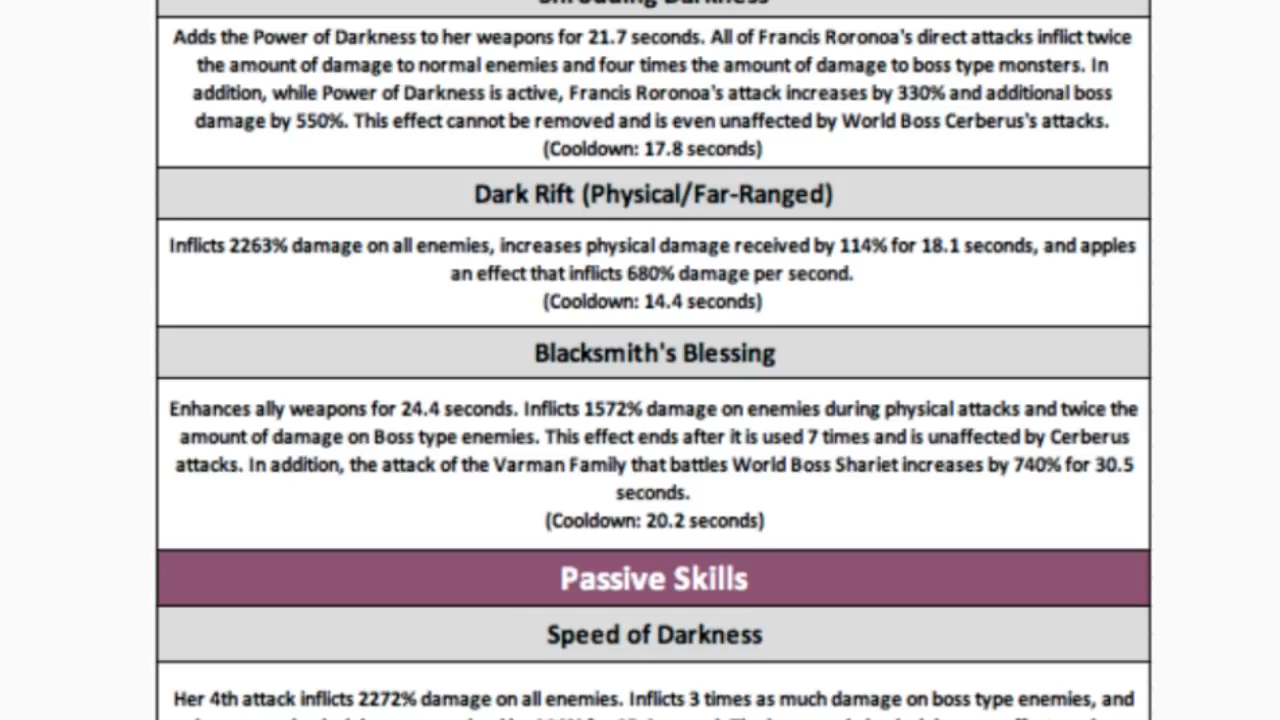 Shrouding Darkness
Adds the Power of Darkness to her weapons for 21.7 seconds. All of Francis Roronoa's direct attacks inflict twice
the amount of damage to normal enemies and four times the amount of damage to boss type monsters. In
addition, while Power of Darkness is active, Francis Roronoa's attack increases by 330% and additional boss
damage by 550%. This effect cannot be removed and is even unaffected by World Boss Cerberus's attacks.
(Cooldown: 17.8 seconds)
Dark Rift (Physical/Far-Ranged)
Inflicts 2263% damage on all enemies, increases physical damage received by 114% for 18.1 seconds, and apples
an effect that inflicts 680% damage per second.
(Cooldown: 14.4 seconds)
Blacksmith's Blessing
Enhances ally weapons for 24.4 seconds. Inflicts 1572% damage on enemies during physical attacks and twice the
amount of damage on Boss type enemies. This effect ends after it is used 7 times and is unaffected by Cerberus
attacks. In addition, the attack of the Varman Family that battles World Boss Shariet increases by 740% for 30.5
seconds.
(Cooldown: 20.2 seconds)
Passive Skills
Speed of Darkness
Her 4th attack inflicts 2272% damage on all enemies. Inflicts 3 times as much damage on boss type enemies, and